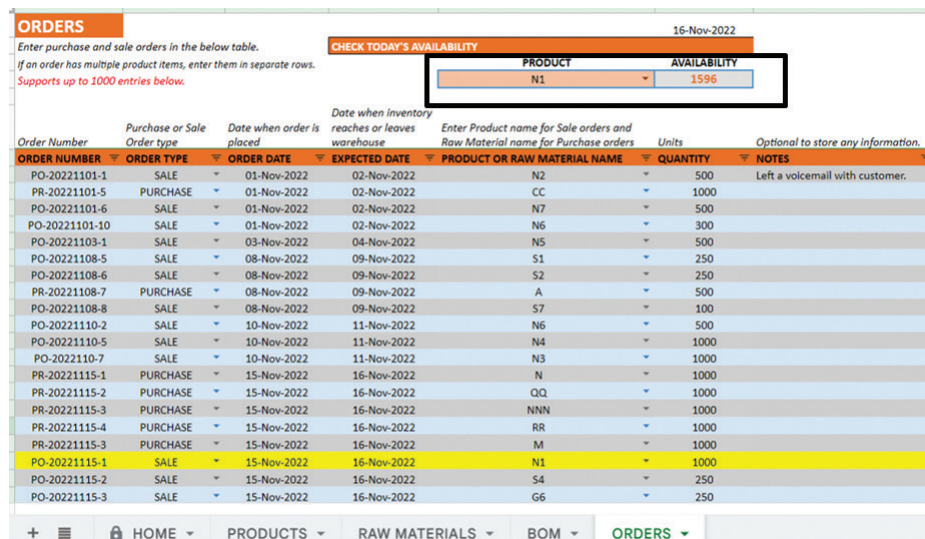 ORDERS
16-Nov-2022
Enter purchase and sale orders in the below table.
CHECK TODAY'S AVAILABILITY
If an order has multiple product items, enter them in separate rows.
PRODUCT AVAILABILITY
Supports up to 1000 entries below.
N1 1596
Order Number
Purchase or Sale Order type
Date when order is placed
Date when inventory reaches or leaves warehouse
Enter Product name for Sale orders and Raw Material name for Purchase orders
Units
Optional to store any information.
ORDER NUMBER ORDER TYPE ORDER DATE EXPECTED DATE PRODUCT OR RAW MATERIAL NAME QUANTITY NOTES
PO-20221101-1 SALE 01-Nov-2022 02-Nov-2022 N2 500 Left a voicemail with customer.
PR-20221101-5 PURCHASE 01-Nov-2022 02-Nov-2022 CC 1000
PO-20221101-6 SALE 01-Nov-2022 02-Nov-2022 N7 500
PO-20221101-10 SALE 01-Nov-2022 02-Nov-2022 N6 300
PO-20221103-1 SALE 03-Nov-2022 04-Nov-2022 N5 500
PO-20221108-5 SALE 08-Nov-2022 09-Nov-2022 S1 250
PO-20221108-6 SALE 08-Nov-2022 09-Nov-2022 S2 250
PR-20221108-7 PURCHASE 08-Nov-2022 09-Nov-2022 A 500
PO-20221108-8 SALE 08-Nov-2022 09-Nov-2022 S7 100
PO-20221110-2 SALE 10-Nov-2022 11-Nov-2022 N6 500
PO-20221110-5 SALE 10-Nov-2022 11-Nov-2022 N4 1000
PO-2022110-7 SALE 10-Nov-2022 11-Nov-2022 N3 1000
PR-20221115-1 PURCHASE 15-Nov-2022 16-Nov-2022 N 1000
PR-20221115-2 PURCHASE 15-Nov-2022 16-Nov-2022 QQ 1000
PR-20221115-3 PURCHASE 15-Nov-2022 16-Nov-2022 NNN 1000
PR-20221115-4 PURCHASE 15-Nov-2022 16-Nov-2022 RR 1000
PR-20221115-3 PURCHASE 15-Nov-2022 16-Nov-2022 M 1000
PO-20221115-1 SALE 15-Nov-2022 16-Nov-2022 N1 1000
PO-20221115-2 SALE 15-Nov-2022 16-Nov-2022 S4 250
PO-20221115-3 SALE 15-Nov-2022 16-Nov-2022 G6 250
HOME PRODUCTS RAW MATERIALS BOM ORDERS